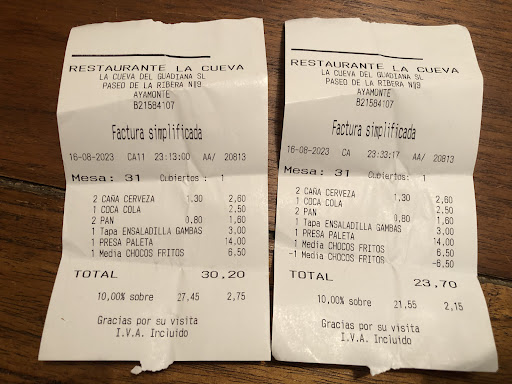 RESTAURANTE LA CUEVA
LA CUEVA DEL GUADIANA SL
PASEO DE LA RIBERA Nº9
AYAMONTE
B21584107
Factura simplificada
16-08-2023 CA11 23:13:00 AA/ 20813
Mesa: 31 Cubiertos: 1
2 CAÑA CERVEZA 1,30 2,60
1 COCA COLA 2,50
2 PAN 0,80 1,60
1 Tapa ENSALADILLA GAMBAS 3,00
1 PRESA PALETA 14,00
1 Media CHOCOS FRITOS 6,50
TOTAL 30,20
10,00% sobre 27,45 2,75
Gracias por su visita
I.V.A. Incluido
RESTAURANTE LA CUEVA
LA CUEVA DEL GUADIANA SL
PASEO DE LA RIBERA Nº9
AYAMONTE
B21584107
Factura simplificada
16-08-2023 CA 23:33:17 AA/ 20813
Mesa: 31 Cubiertos: 1
2 CAÑA CERVEZA 1,30 2,60
1 COCA COLA 2,50
2 PAN 0,80 1,60
1 Tapa ENSALADILLA GAMBAS 3,00
1 PRESA PALETA 14,00
1 Media CHOCOS FRITOS 6,50
-1 Media CHOCOS FRITOS -6,50
TOTAL 23,70
10,00% sobre 21,55 2,15
Gracias por su visita
I.V.A. Incluido